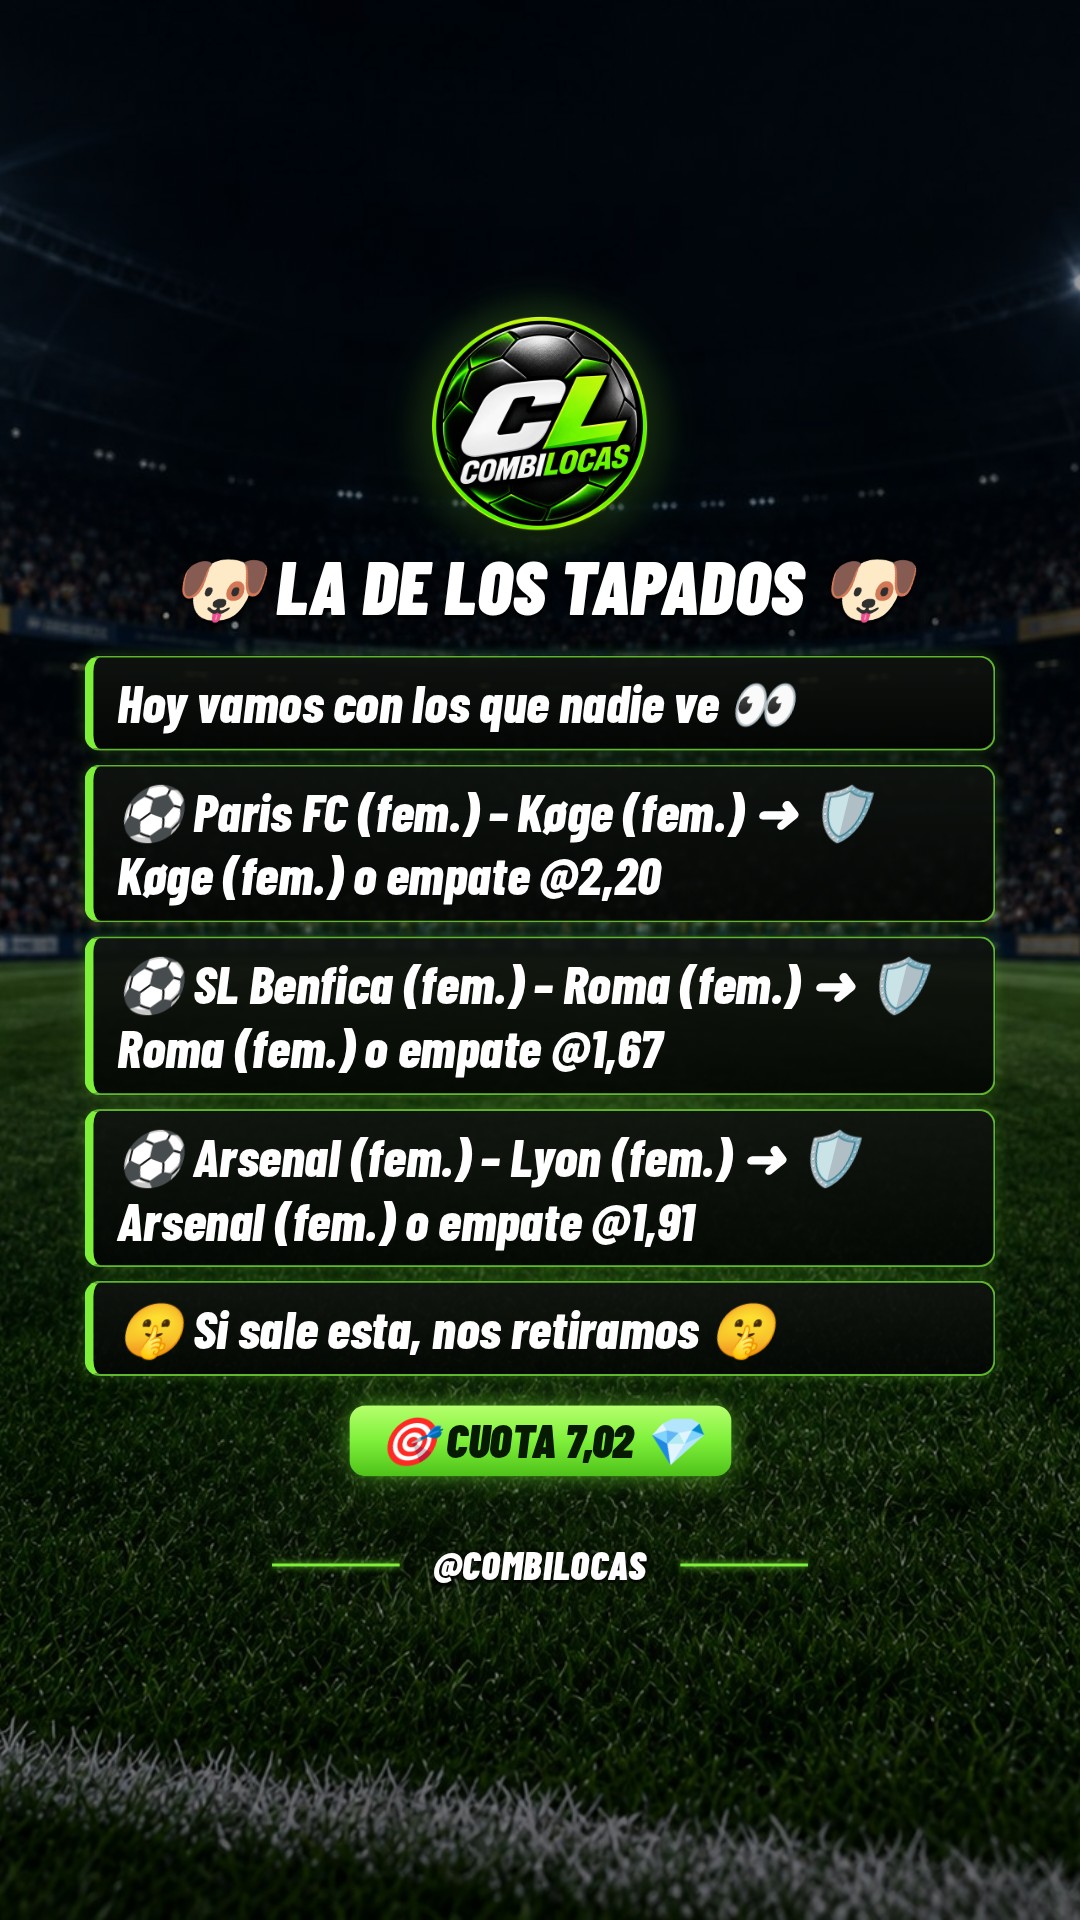 CL
COMBILOCAS
🐶 LA DE LOS TAPADOS 🐶
Hoy vamos con los que nadie ve 👀
⚽ Paris FC (fem.) - Køge (fem.) ➜ 🛡️
Køge (fem.) o empate @2,20
⚽ SL Benfica (fem.) - Roma (fem.) ➜ 🛡️
Roma (fem.) o empate @1,67
⚽ Arsenal (fem.) - Lyon (fem.) ➜ 🛡️
Arsenal (fem.) o empate @1,91
🤫 Si sale esta, nos retiramos 🤫
🎯 CUOTA 7,02 💎
@COMBILOCAS